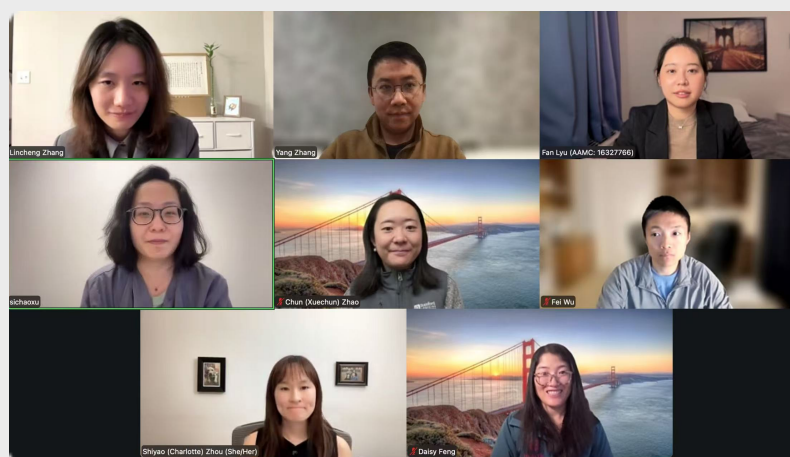 Lincheng Zhang
Yang Zhang
Fan Lyu (AAMC: 16327766)
sichaoxu
Chun (Xuechun) Zhao
Fei Wu
Shiyao (Charlotte) Zhou (She/Her)
Daisy Feng